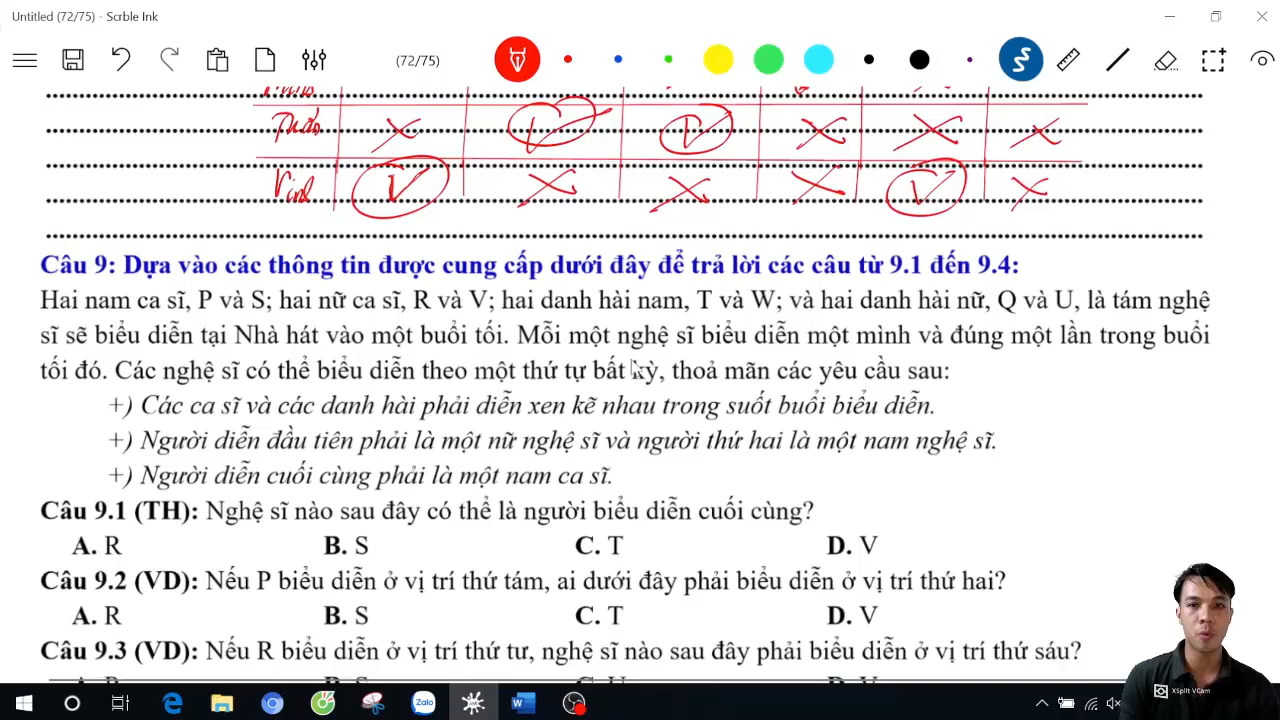 Untitled (72/75) - Scrble Ink
(72/75)
Thảo
Vinh
Câu 9: Dựa vào các thông tin được cung cấp dưới đây để trả lời các câu từ 9.1 đến 9.4:
Hai nam ca sĩ, P và S; hai nữ ca sĩ, R và V; hai danh hài nam, T và W; và hai danh hài nữ, Q và U, là tám nghệ
sĩ sẽ biểu diễn tại Nhà hát vào một buổi tối. Mỗi một nghệ sĩ biểu diễn một mình và đúng một lần trong buổi
tối đó. Các nghệ sĩ có thể biểu diễn theo một thứ tự bất kỳ, thoả mãn các yêu cầu sau:
+) Các ca sĩ và các danh hài phải diễn xen kẽ nhau trong suốt buổi biểu diễn.
+) Người diễn đầu tiên phải là một nữ nghệ sĩ và người thứ hai là một nam nghệ sĩ.
+) Người diễn cuối cùng phải là một nam ca sĩ.
Câu 9.1 (TH): Nghệ sĩ nào sau đây có thể là người biểu diễn cuối cùng?
A. R B. S C. T D. V
Câu 9.2 (VD): Nếu P biểu diễn ở vị trí thứ tám, ai dưới đây phải biểu diễn ở vị trí thứ hai?
A. R B. S C. T D. V
Câu 9.3 (VD): Nếu R biểu diễn ở vị trí thứ tư, nghệ sĩ nào sau đây phải biểu diễn ở vị trí thứ sáu?
Zalo
XSplit VCam